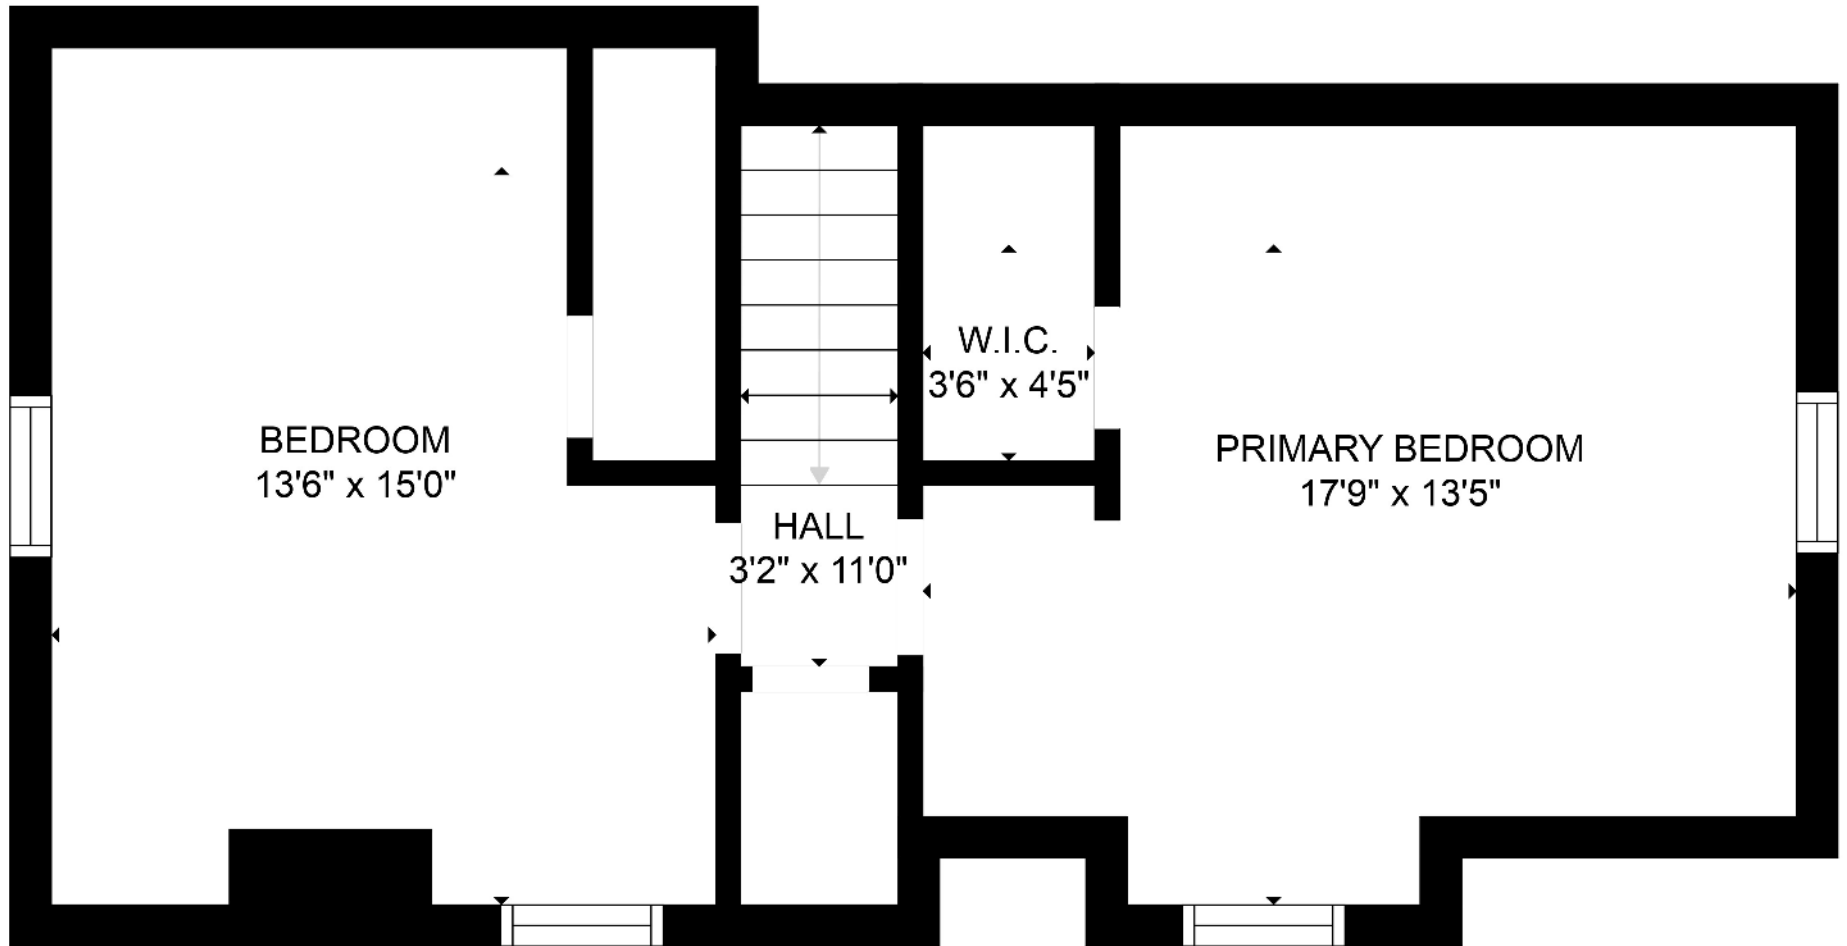 BEDROOM
13'6" x 15'0"
HALL
3'2" x 11'0"
W.I.C.
3'6" x 4'5"
PRIMARY BEDROOM
17'9" x 13'5"